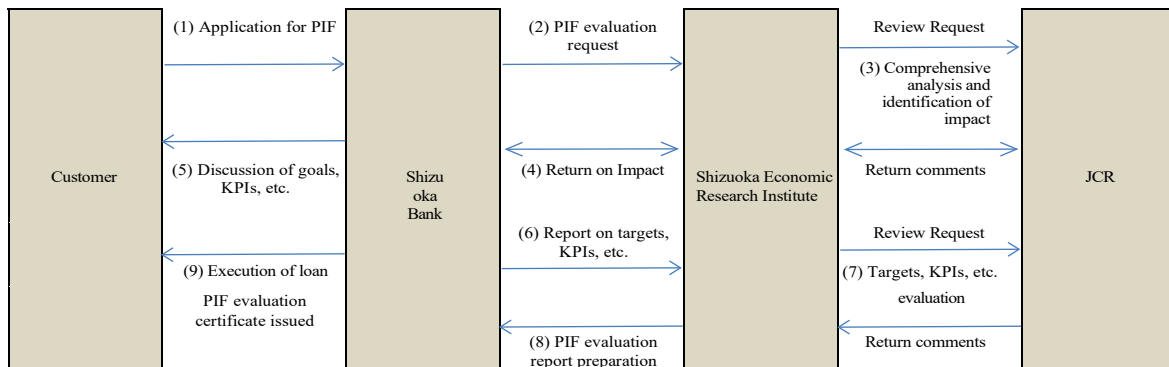 (1) Application for PIF
(2) PIF evaluation
request
Review Request
(3) Comprehensive
analysis and
identification of
impact
Customer
(5) Discussion of goals,
KPIs, etc.
Shizu
oka
Bank
(4) Return on Impact
Shizuoka Economic
Research Institute
Return comments
JCR
(6) Report on targets,
KPIs, etc.
Review Request
(9) Execution of loan
PIF evaluation
certificate issued
(7) Targets, KPIs, etc.
evaluation
(8) PIF evaluation
report preparation
Return comments